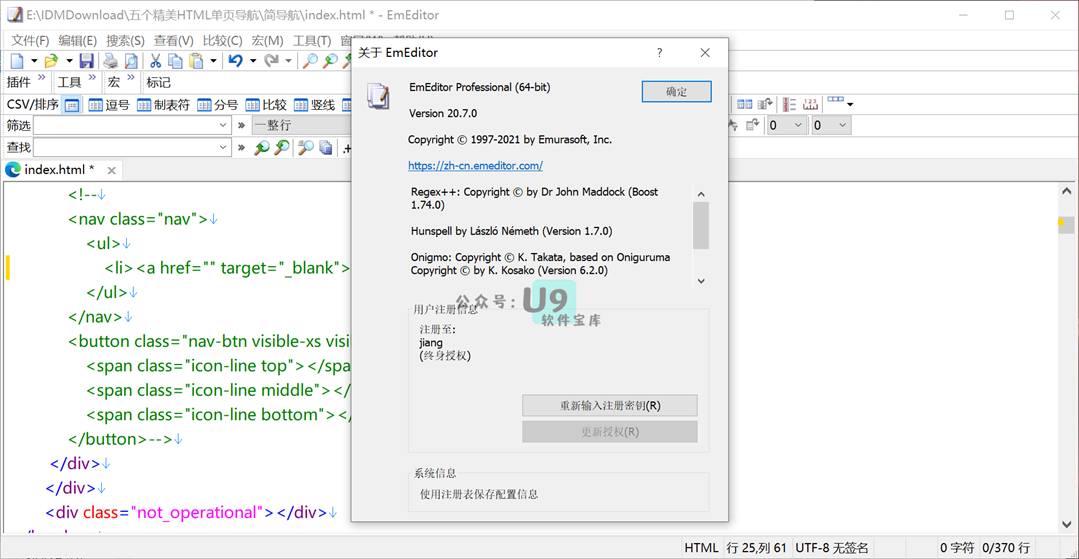 E:\IDMDownload\五个精美HTML单页导航\简导航\index.html * - EmEditor
文件(F) 编辑(E) 搜索(S) 查看(V) 比较(C) 宏(M) 工具(T)
插件 » 工具 » 宏 » 标记
CSV/排序 逗号 制表符 分号 比较 竖线
筛选 » 一整行 0 0
查找 »
index.html *
<!--↓
<nav class="nav">↓
<ul>↓
<li><a href="" target="_blank">
</ul>↓
</nav>↓
<button class="nav-btn visible-xs visi
<span class="icon-line top"></spa
<span class="icon-line middle"></
<span class="icon-line bottom"></
</button>-->↓
</div>↓
</div>↓
<div class="not_operational"></div>↓
关于 EmEditor ?
EmEditor Professional (64-bit)
确定
Version 20.7.0
Copyright © 1997-2021 by Emurasoft, Inc.
https://zh-cn.emeditor.com/
Regex++: Copyright © by Dr John Maddock (Boost
1.74.0)
Hunspell by László Németh (Version 1.7.0)
Onigmo: Copyright © K. Takata, based on Oniguruma
Copyright © by K. Kosako (Version 6.2.0)
公众号: U9
软件宝库
用户注册信息
注册至:
jiang
(终身授权)
重新输入注册密钥(R)
更新授权(R)
系统信息
使用注册表保存配置信息
HTML 行 25,列 61 UTF-8 无签名 0 字符 0/370 行